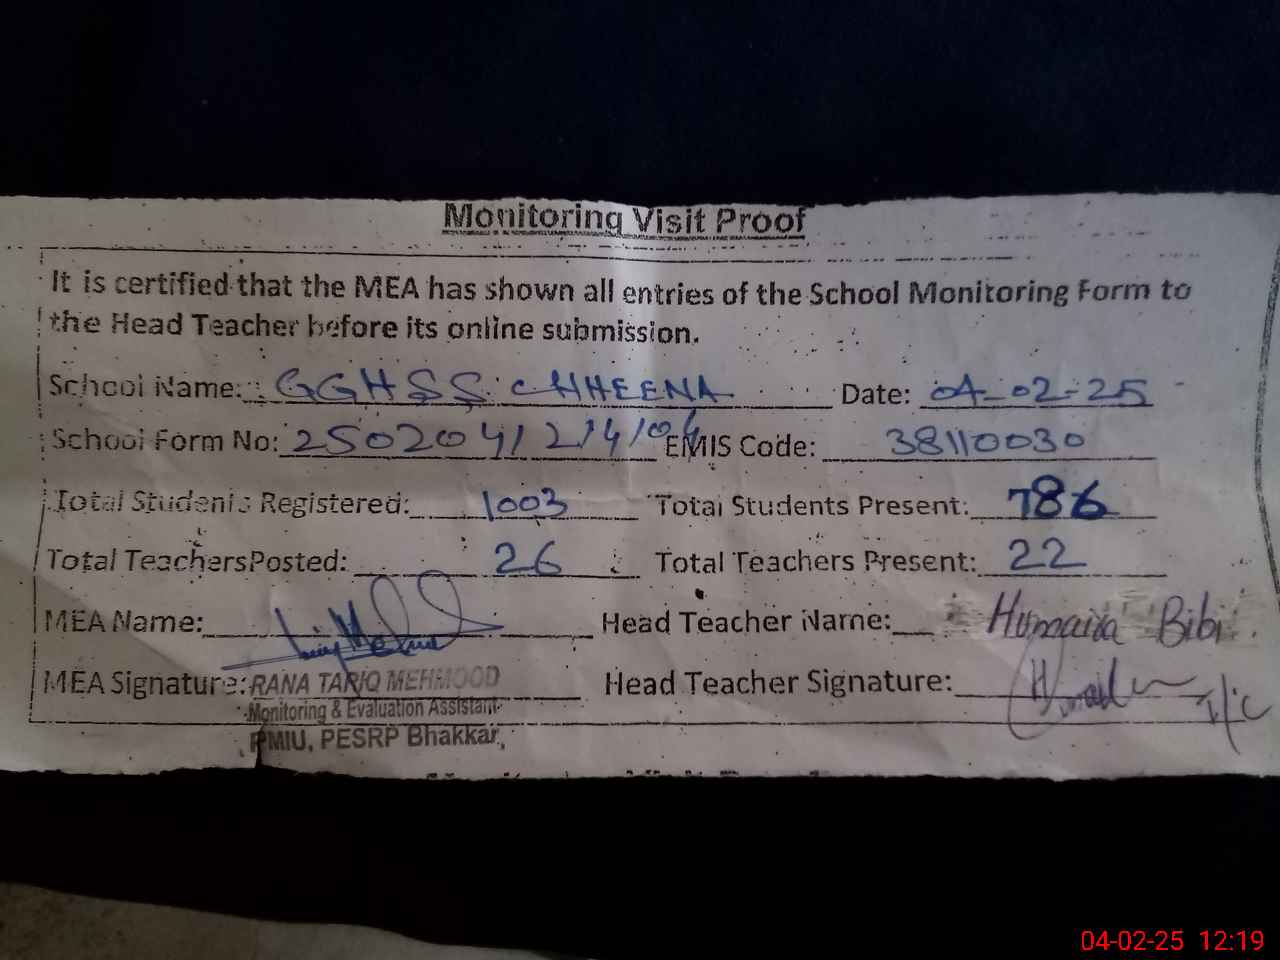 Monitoring Visit Proof
It is certified that the MEA has shown all entries of the School Monitoring Form to
the Head Teacher before its online submission.
School Name: GGHSS CHHEENA Date: 04-02-25
School Form No: EMIS Code: 38110030
Total Students Registered: 1003 Total Students Present: 786
Total TeachersPosted: 26 Total Teachers Present: 22
MEA Name: Head Teacher Name: Humaira Bibi
MEA Signature: RANA TARIQ MEHMOOD Head Teacher Signature: I/C
Monitoring & Evaluation Assistant
PMIU, PESRP Bhakkar,
04-02-25 12:19